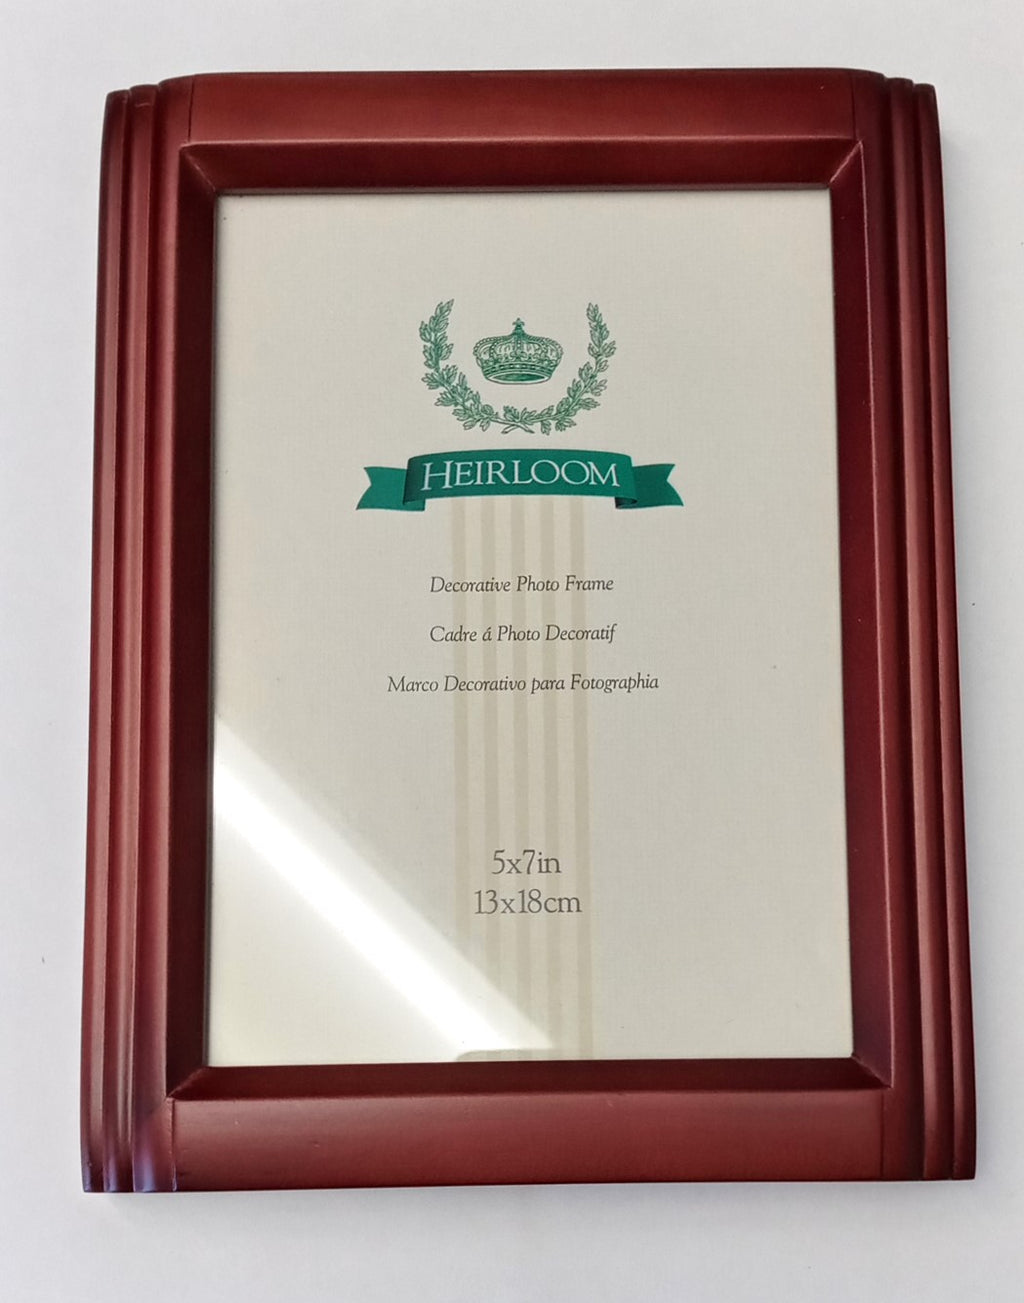 HEIRLOOM
Decorative Photo Frame
Cadre á Photo Decoratif
Marco Decorativo para Fotographia
5x7in
13x18cm